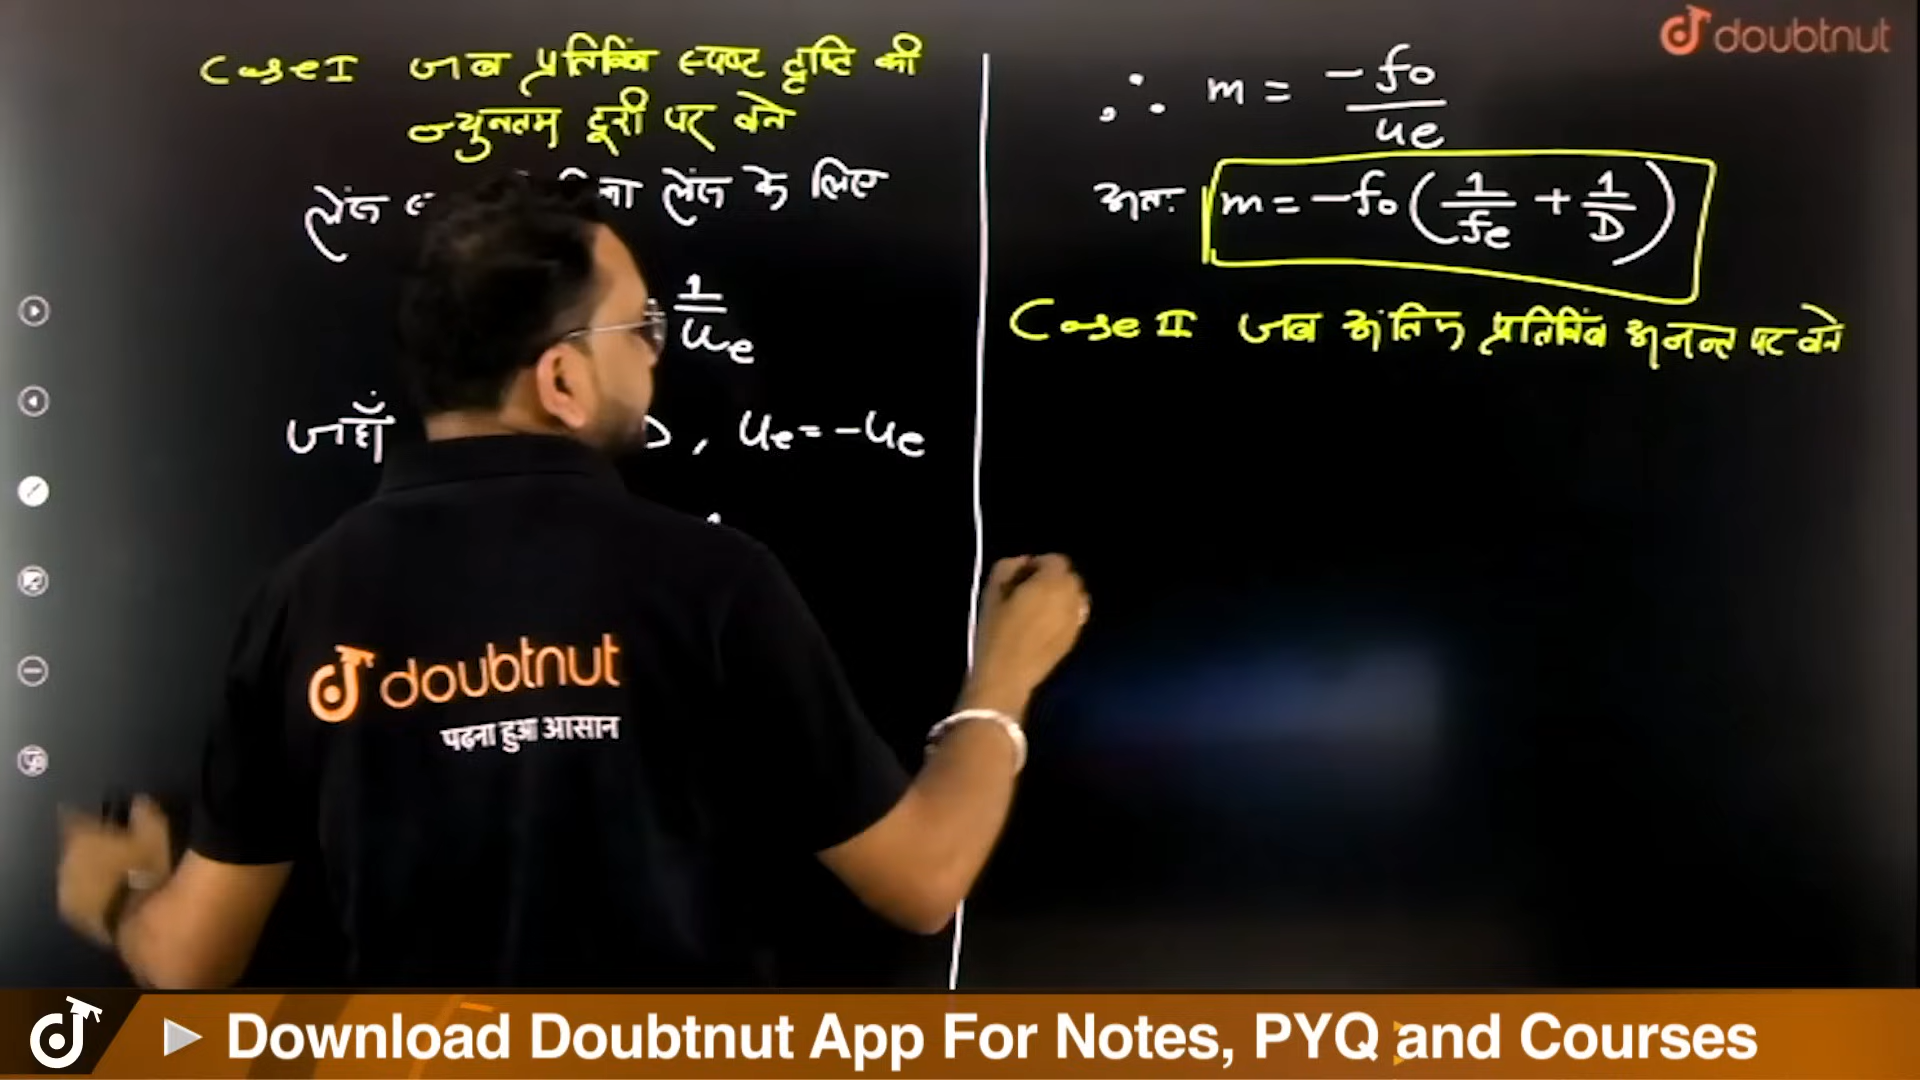 doubtnut
Case I जब प्रतिबिंब स्पष्ट दृष्टि की
न्युनतम दूरी पर बने
लेंस लेंस के लिए
1/ue
जहाँ D, ue = -ue
∴ m = -fo/ue
अतः m = -fo(1/fe + 1/D)
Case II जब अंतिम प्रतिबिंब अनन्त पर बने
doubtnut
पढ़ना हुआ आसान
Download Doubtnut App For Notes, PYQ and Courses